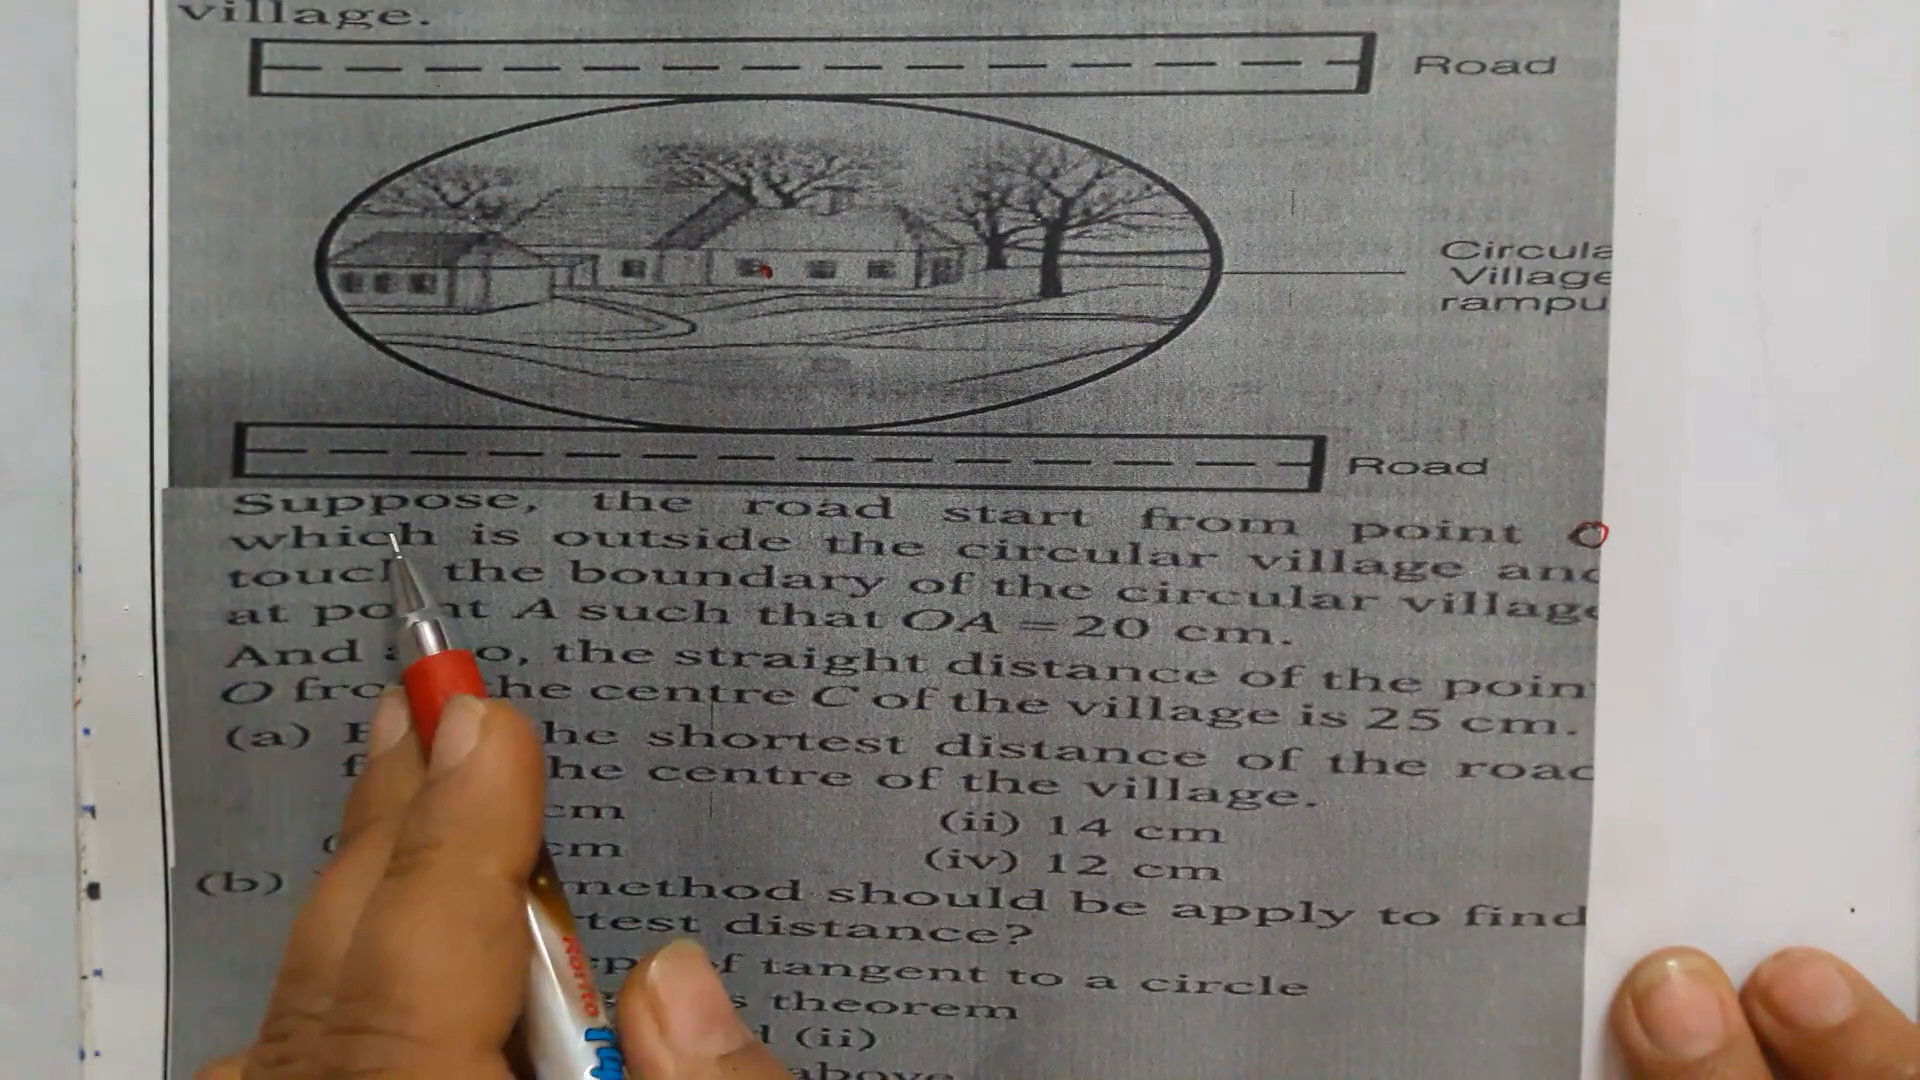 village.
Road
Circula
Village
rampu
Road
Suppose, the road start from point O
which is outside the circular village and
touch the boundary of the circular village
at point A such that OA = 20 cm.
And also, the straight distance of the poin
O from the centre C of the village is 25 cm.
(a) the shortest distance of the road
the centre of the village.
cm (ii) 14 cm
cm (iv) 12 cm
(b) method should be apply to find
distance?
of tangent to a circle
theorem
(ii)
above
Kores